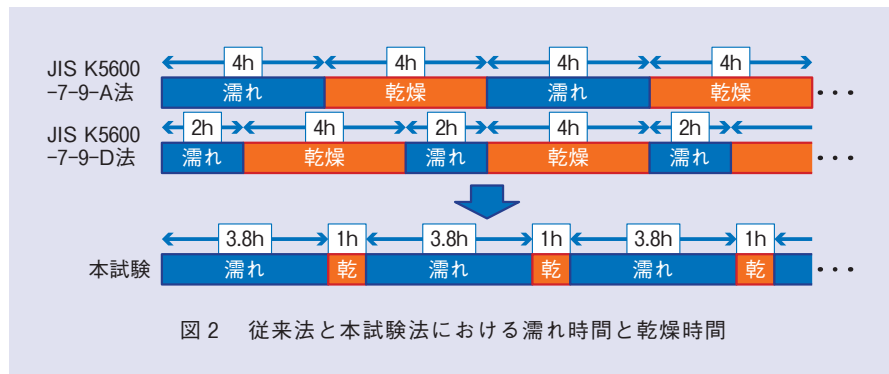 4h 4h 4h 4h
JIS K5600
-7-9-A法
濡れ 乾燥 濡れ 乾燥 ・・・
2h 4h 2h 4h 2h
JIS K5600
-7-9-D法
濡れ 乾燥 濡れ 乾燥 濡れ ・・・
3.8h 1h 3.8h 1h 3.8h 1h
本試験 濡れ 乾 濡れ 乾 濡れ 乾 ・・・
図2 従来法と本試験法における濡れ時間と乾燥時間